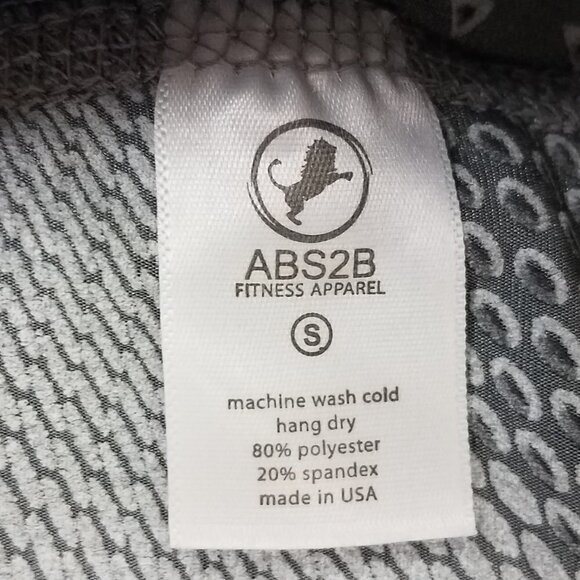 ABS2B
FITNESS APPAREL
S
machine wash cold
hang dry
80% polyester
20% spandex
made in USA